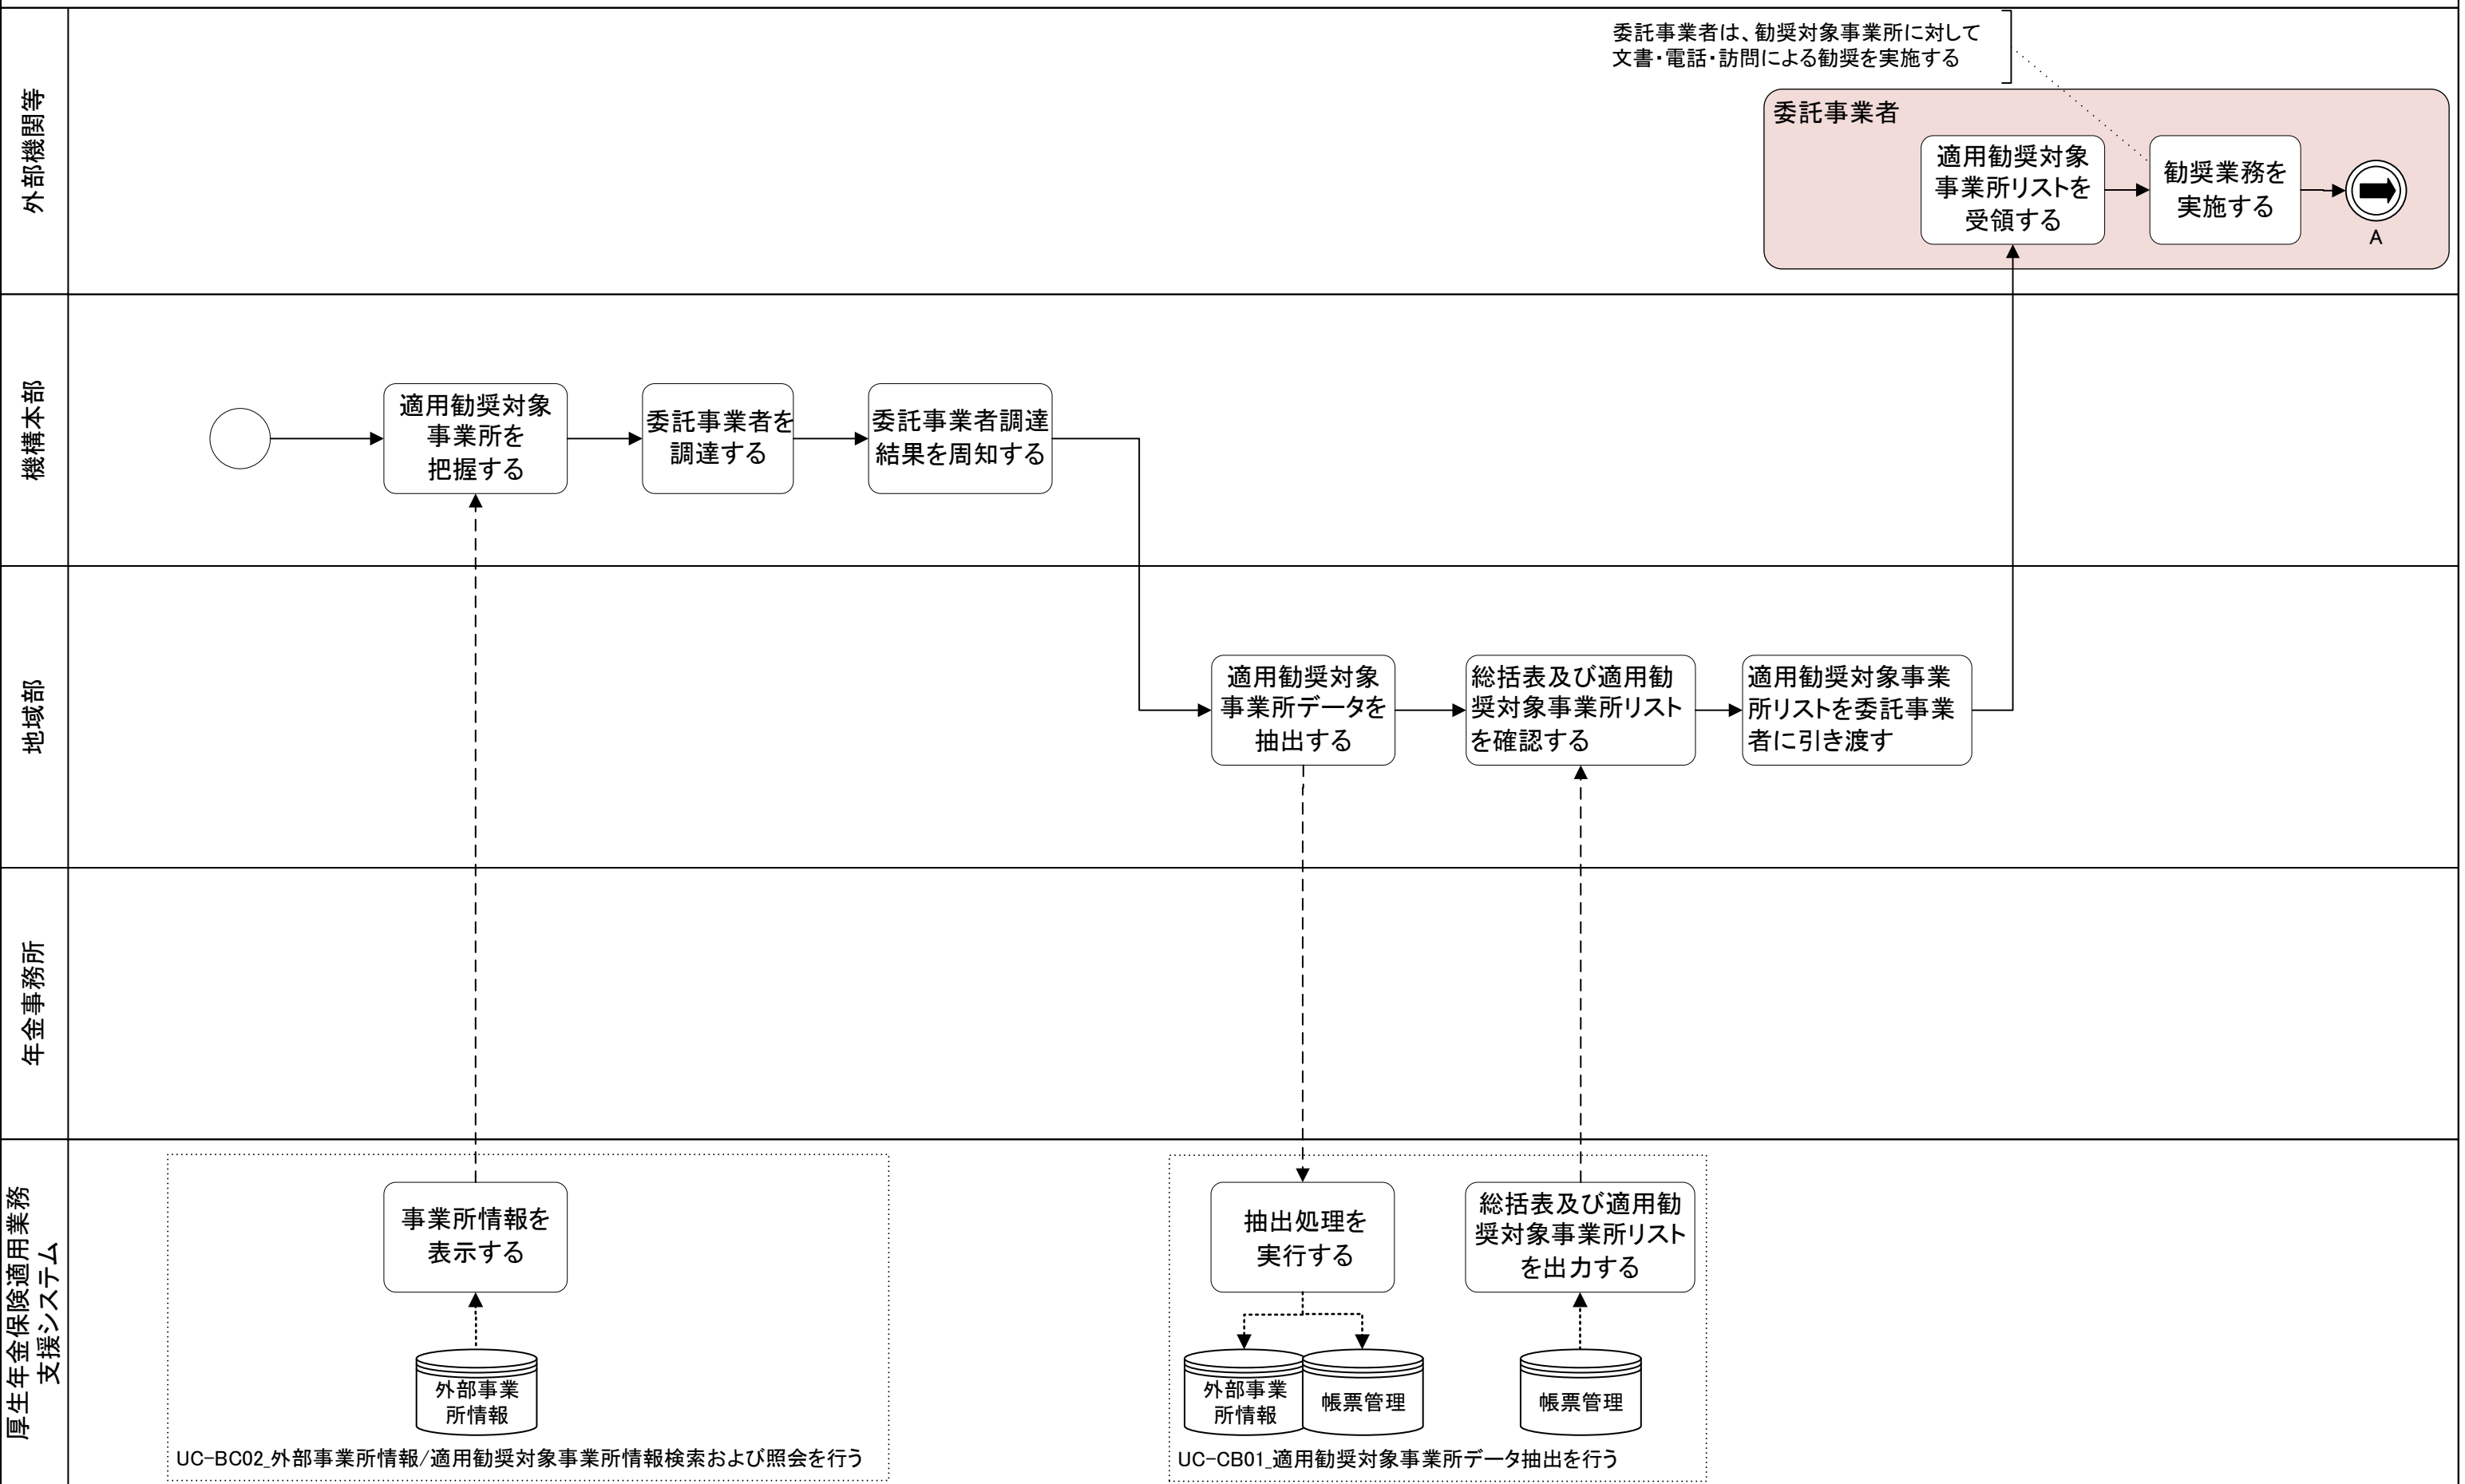 外部機関等
委託事業者は、勧奨対象事業所に対して
文書・電話・訪問による勧奨を実施する
委託事業者
適用勧奨対象
事業所リストを
受領する
勧奨業務を
実施する
A
機構本部
適用勧奨対象
事業所を
把握する
委託事業者を
調達する
委託事業者調達
結果を周知する
地域部
適用勧奨対象
事業所データを
抽出する
総括表及び適用勧
奨対象事業所リスト
を確認する
適用勧奨対象事業
所リストを委託事業
者に引き渡す
年金事務所
厚生年金保険適用業務
支援システム
事業所情報を
表示する
外部事業
所情報
UC-BC02_外部事業所情報/適用勧奨対象事業所情報検索および照会を行う
抽出処理を
実行する
外部事業
所情報
帳票管理
総括表及び適用勧
奨対象事業所リスト
を出力する
帳票管理
UC-CB01_適用勧奨対象事業所データ抽出を行う